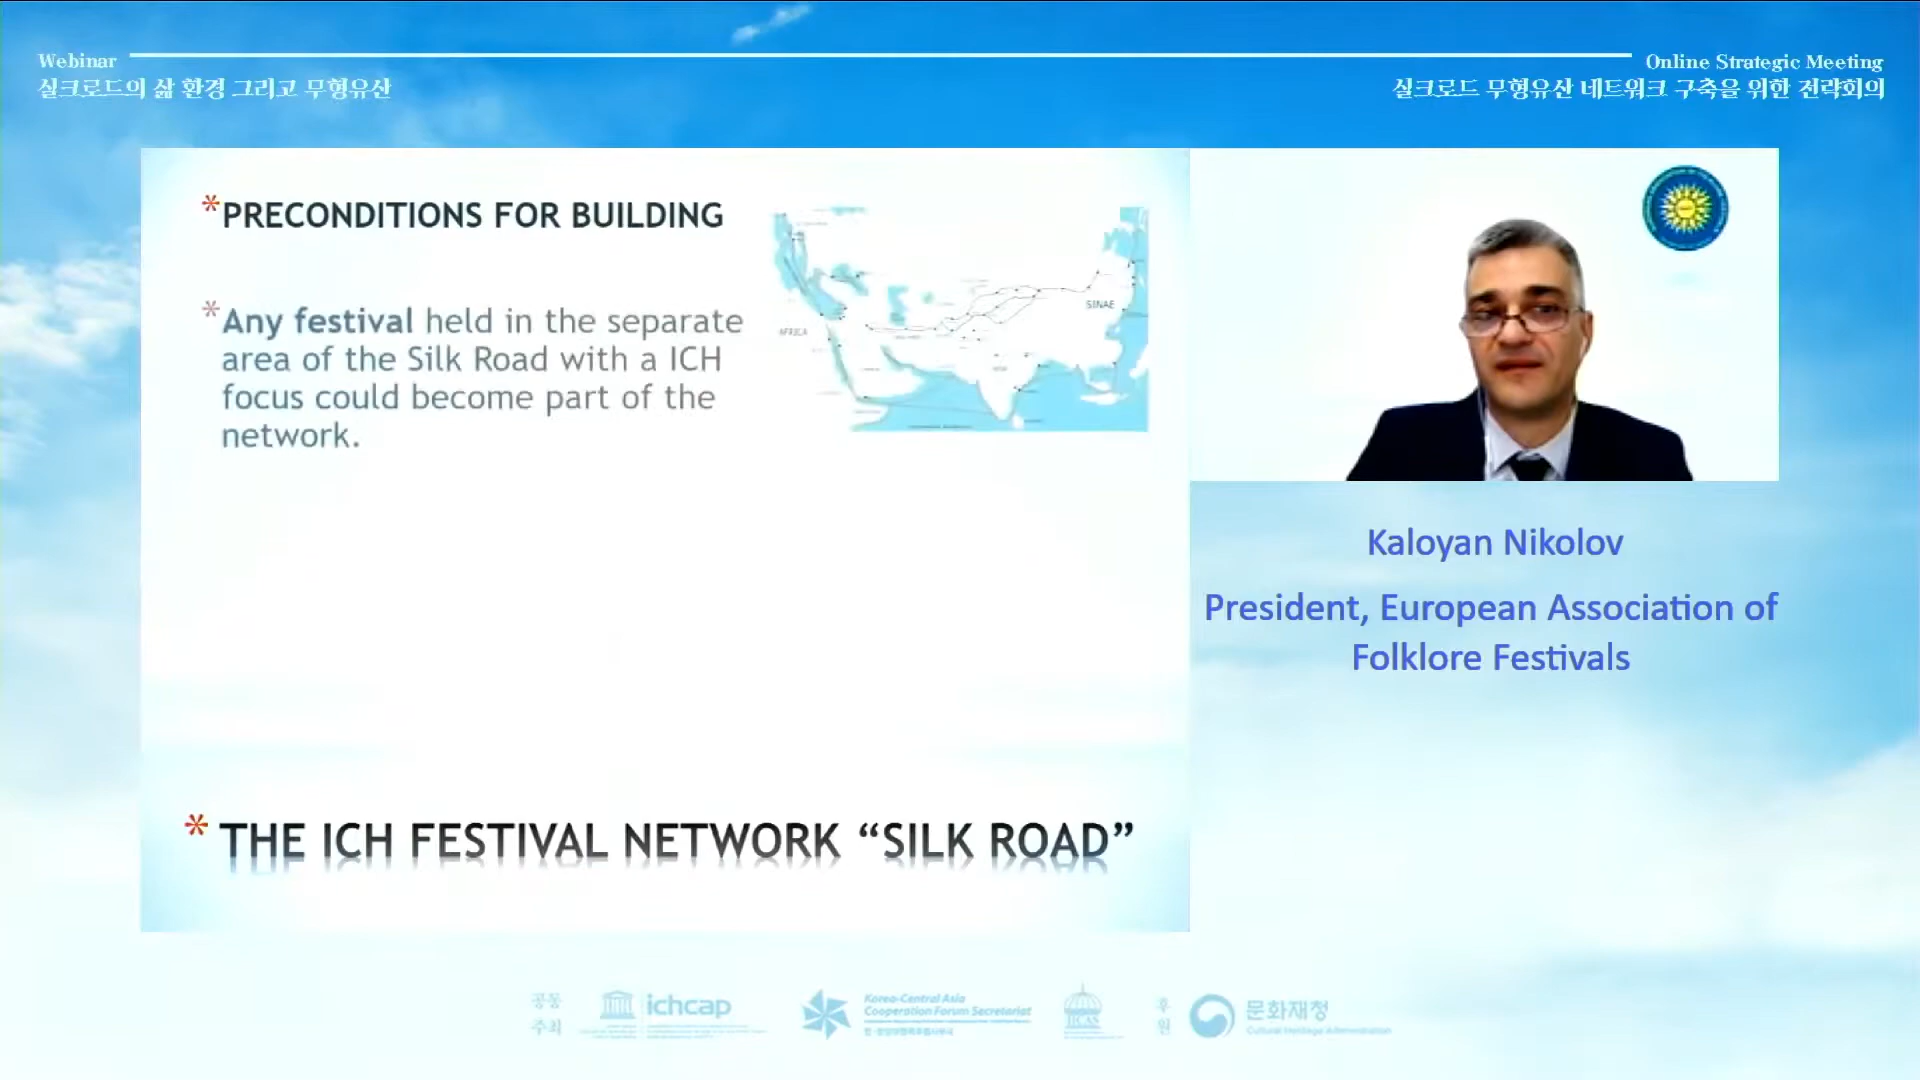 Webinar
실크로드의 삶 환경 그리고 무형유산
Online Strategic Meeting
실크로드 무형유산 네트워크 구축을 위한 전략회의
*PRECONDITIONS FOR BUILDING
*Any festival held in the separate
area of the Silk Road with a ICH
focus could become part of the
network.
AFRICA
SINAE
* THE ICH FESTIVAL NETWORK “SILK ROAD”
Kaloyan Nikolov
President, European Association of
Folklore Festivals
공동
주최
ichcap
Korea-Central Asia
Cooperation Forum Secretariat
IICAS
후
원
문화재청
Cultural Heritage Administration